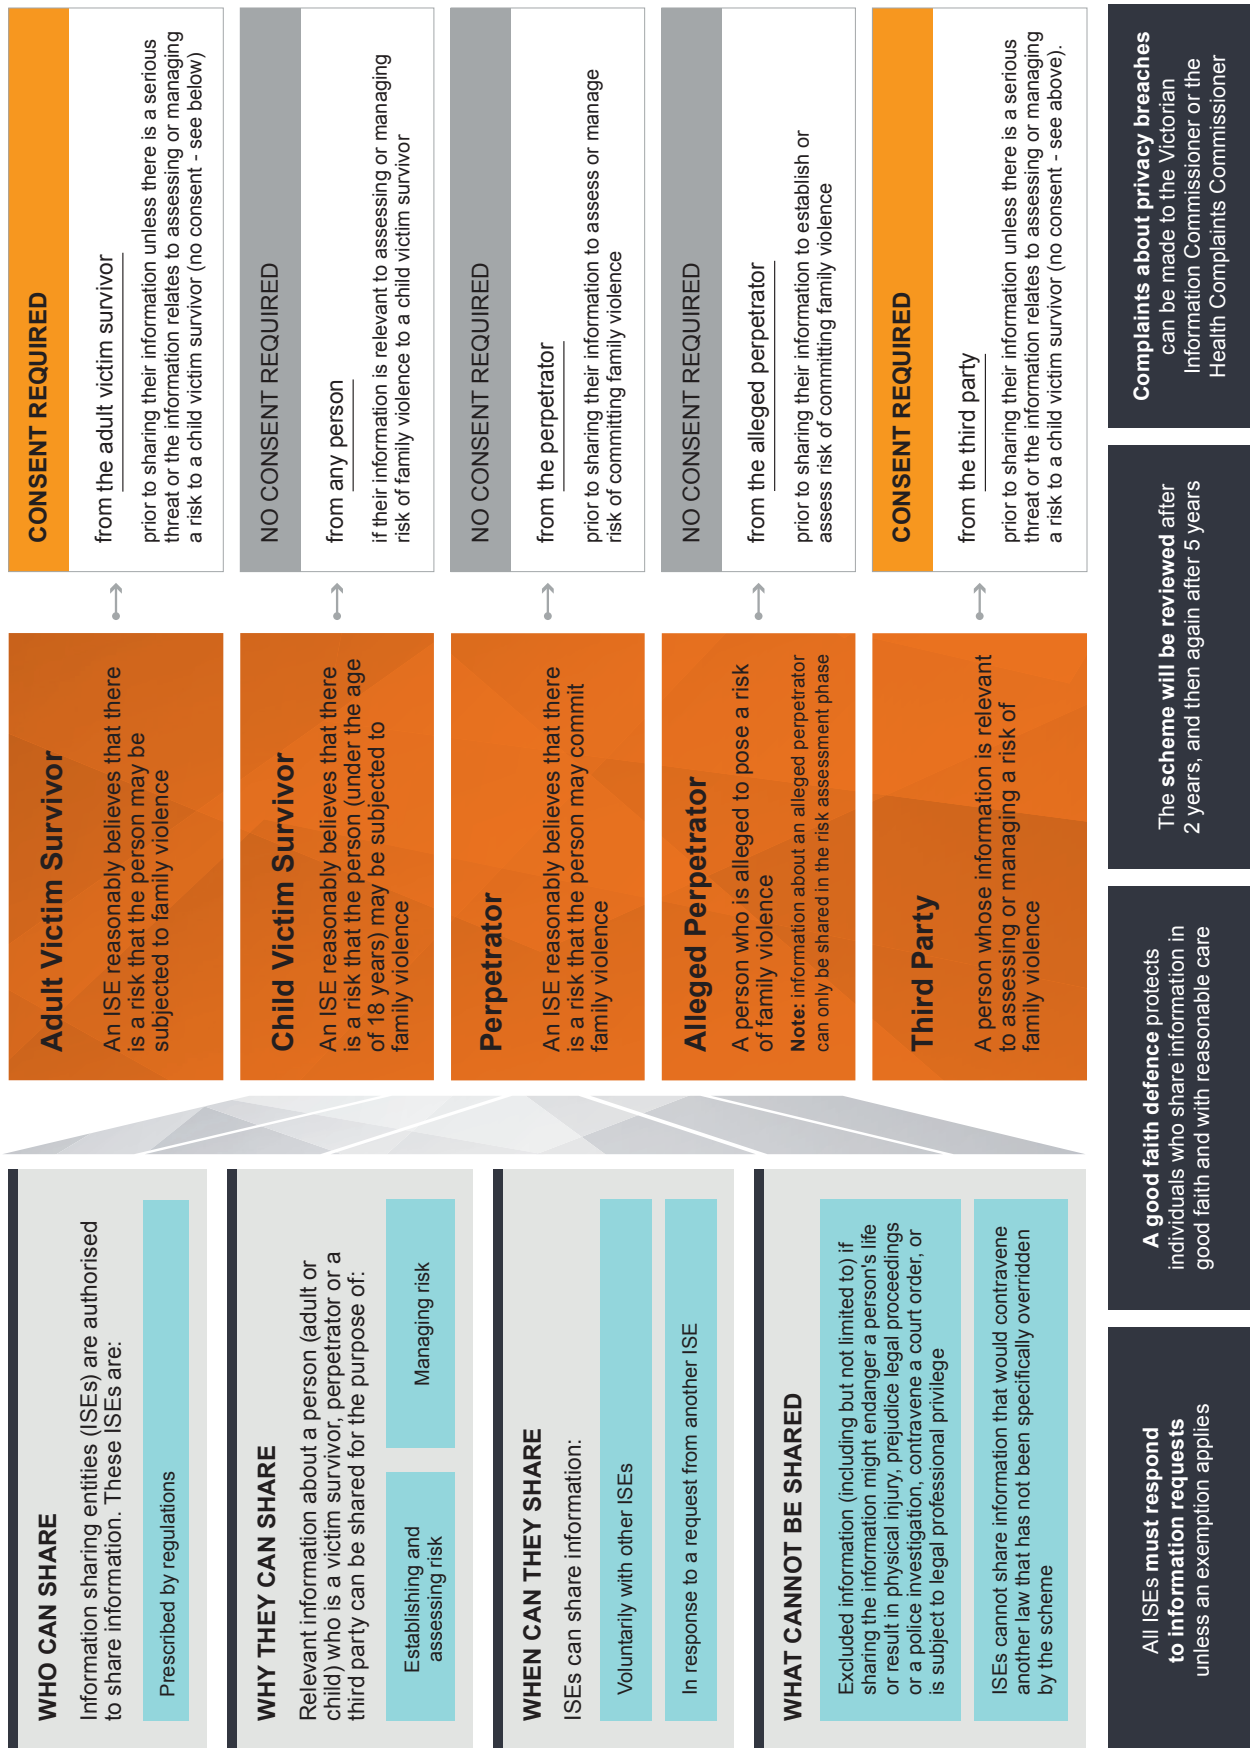 WHO CAN SHARE
Information sharing entities (ISEs) are authorised
to share information. These ISEs are:
Prescribed by regulations
WHY THEY CAN SHARE
Relevant information about a person (adult or
child) who is a victim survivor, perpetrator or a
third party can be shared for the purpose of:
Establishing and
assessing risk
Managing risk
WHEN CAN THEY SHARE
ISEs can share information:
Voluntarily with other ISEs
In response to a request from another ISE
WHAT CANNOT BE SHARED
Excluded information (including but not limited to) if
sharing the information might endanger a person's life
or result in physical injury, prejudice legal proceedings
or a police investigation, contravene a court order, or
is subject to legal professional privilege
ISEs cannot share information that would contravene
another law that has not been specifically overridden
by the scheme
Adult Victim Survivor
An ISE reasonably believes that there
is a risk that the person may be
subjected to family violence
CONSENT REQUIRED
from the adult victim survivor
prior to sharing their information unless there is a serious
threat or the information relates to assessing or managing
a risk to a child victim survivor (no consent - see below)
Child Victim Survivor
An ISE reasonably believes that there
is a risk that the person (under the age
of 18 years) may be subjected to
family violence
NO CONSENT REQUIRED
from any person
if their information is relevant to assessing or managing
risk of family violence to a child victim survivor
Perpetrator
An ISE reasonably believes that there
is a risk that the person may commit
family violence
NO CONSENT REQUIRED
from the perpetrator
prior to sharing their information to assess or manage
risk of committing family violence
Alleged Perpetrator
A person who is alleged to pose a risk
of family violence
Note: information about an alleged perpetrator
can only be shared in the risk assessment phase
NO CONSENT REQUIRED
from the alleged perpetrator
prior to sharing their information to establish or
assess risk of committing family violence
Third Party
A person whose information is relevant
to assessing or managing a risk of
family violence
CONSENT REQUIRED
from the third party
prior to sharing their information unless there is a serious
threat or the information relates to assessing or managing
a risk to a child victim survivor (no consent - see above).
All ISEs must respond
to information requests
unless an exemption applies
A good faith defence protects
individuals who share information in
good faith and with reasonable care
The scheme will be reviewed after
2 years, and then again after 5 years
Complaints about privacy breaches
can be made to the Victorian
Information Commissioner or the
Health Complaints Commissioner